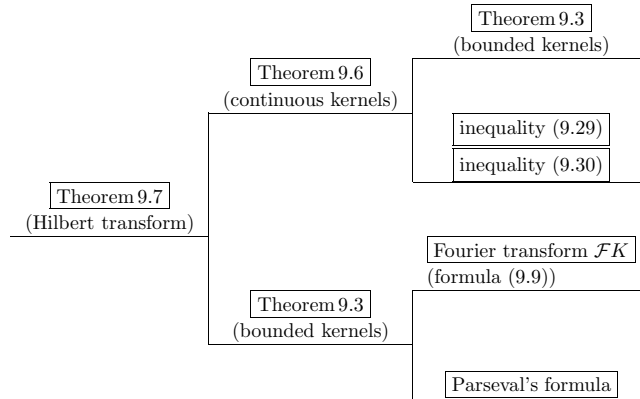 Theorem 9.3
(bounded kernels)
Theorem 9.6
(continuous kernels)
inequality (9.29)
inequality (9.30)
Theorem 9.7
(Hilbert transform)
Fourier transform ℱK
(formula (9.9))
Theorem 9.3
(bounded kernels)
Parseval's formula